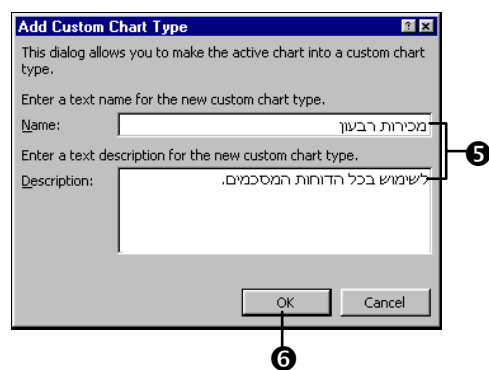 Add Custom Chart Type
This dialog allows you to make the active chart into a custom chart
type.
Enter a text name for the new custom chart type.
Name: מכירות רבעון
Enter a text description for the new custom chart type.
Description: לשימוש בכל הדוחות המסכמים.
5
OK Cancel
6